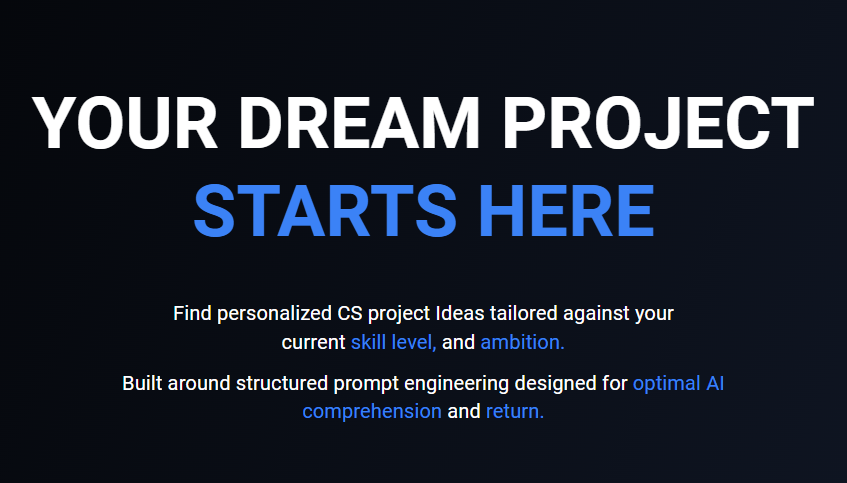 YOUR DREAM PROJECT
STARTS HERE
Find personalized CS project Ideas tailored against your
current skill level, and ambition.
Built around structured prompt engineering designed for optimal AI
comprehension and return.